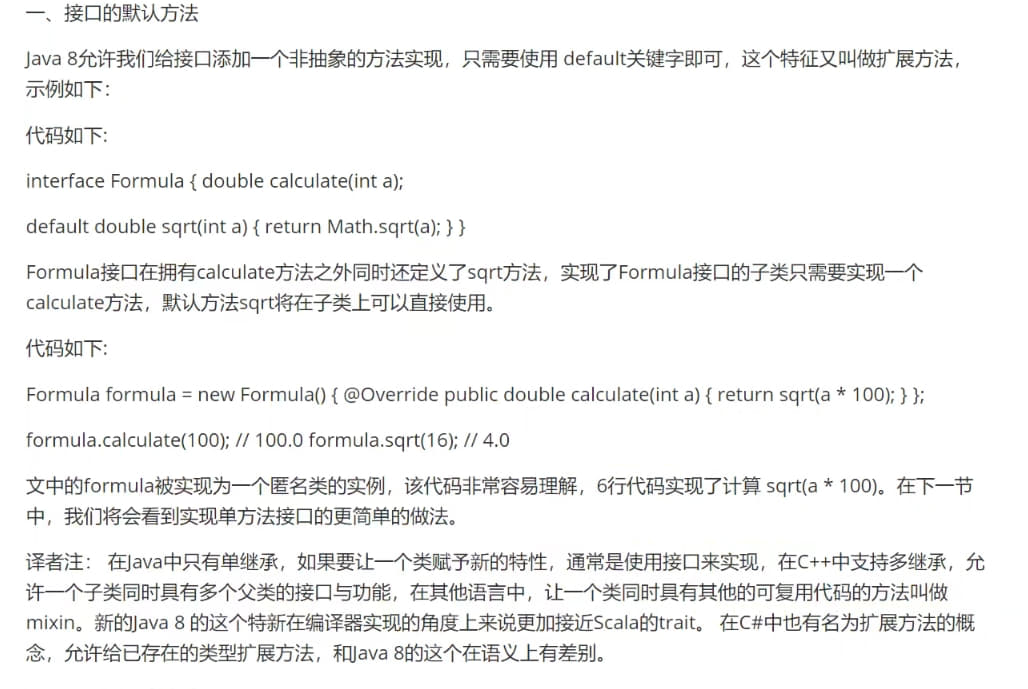 一、接口的默认方法
Java 8允许我们给接口添加一个非抽象的方法实现，只需要使用 default关键字即可，这个特征又叫做扩展方法，
示例如下：
代码如下:
interface Formula { double calculate(int a);
default double sqrt(int a) { return Math.sqrt(a); } }
Formula接口在拥有calculate方法之外同时还定义了sqrt方法，实现了Formula接口的子类只需要实现一个
calculate方法，默认方法sqrt将在子类上可以直接使用。
代码如下:
Formula formula = new Formula() { @Override public double calculate(int a) { return sqrt(a * 100); } };
formula.calculate(100); // 100.0 formula.sqrt(16); // 4.0
文中的formula被实现为一个匿名类的实例，该代码非常容易理解，6行代码实现了计算 sqrt(a * 100)。在下一节
中，我们将会看到实现单方法接口的更简单的做法。
译者注： 在Java中只有单继承，如果要让一个类赋予新的特性，通常是使用接口来实现，在C++中支持多继承，允
许一个子类同时具有多个父类的接口与功能，在其他语言中，让一个类同时具有其他的可复用代码的方法叫做
mixin。新的Java 8 的这个特新在编译器实现的角度上来说更加接近Scala的trait。 在C#中也有名为扩展方法的概
念，允许给已存在的类型扩展方法，和Java 8的这个在语义上有差别。